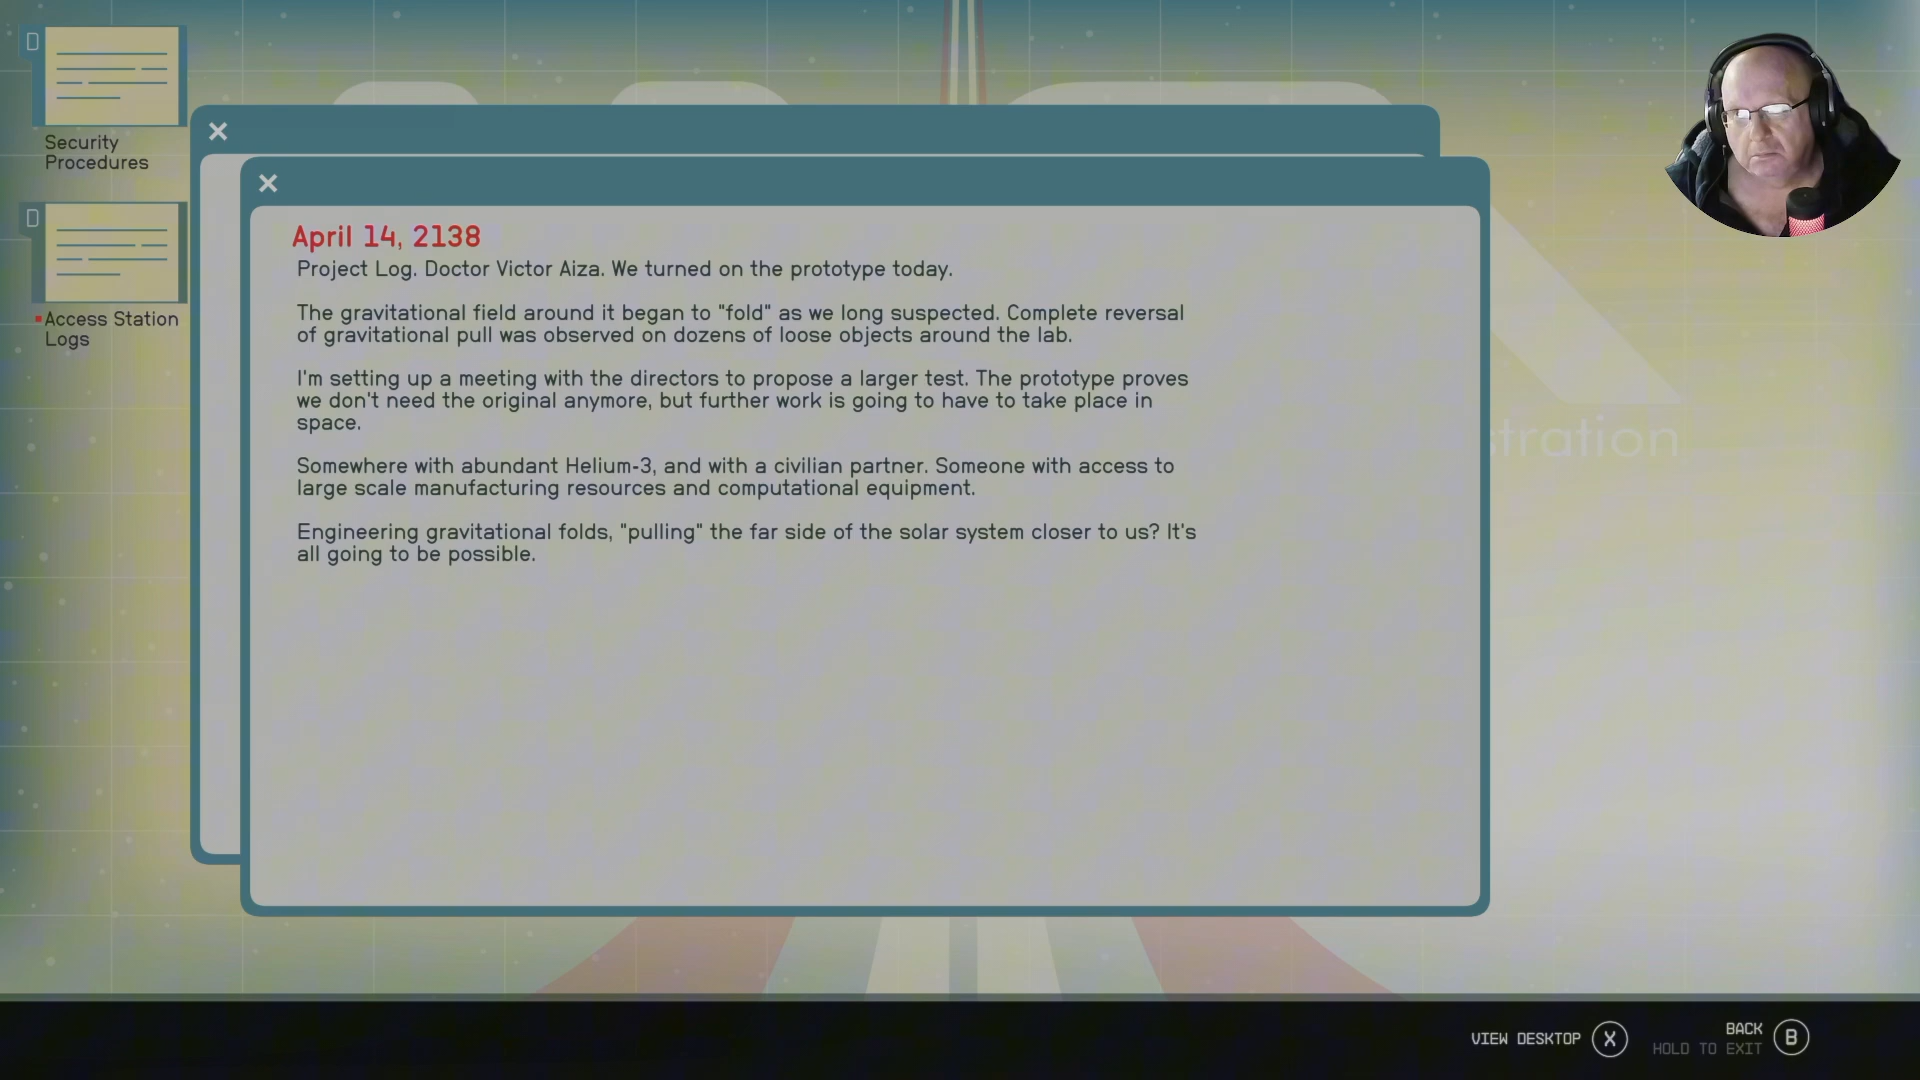 Security
Procedures
Access Station
Logs
April 14, 2138
Project Log. Doctor Victor Aiza. We turned on the prototype today.
The gravitational field around it began to "fold" as we long suspected. Complete reversal
of gravitational pull was observed on dozens of loose objects around the lab.
I'm setting up a meeting with the directors to propose a larger test. The prototype proves
we don't need the original anymore, but further work is going to have to take place in
space.
Somewhere with abundant Helium-3, and with a civilian partner. Someone with access to
large scale manufacturing resources and computational equipment.
Engineering gravitational folds, "pulling" the far side of the solar system closer to us? It's
all going to be possible.
stration
VIEW DESKTOP X
BACK B
HOLD TO EXIT